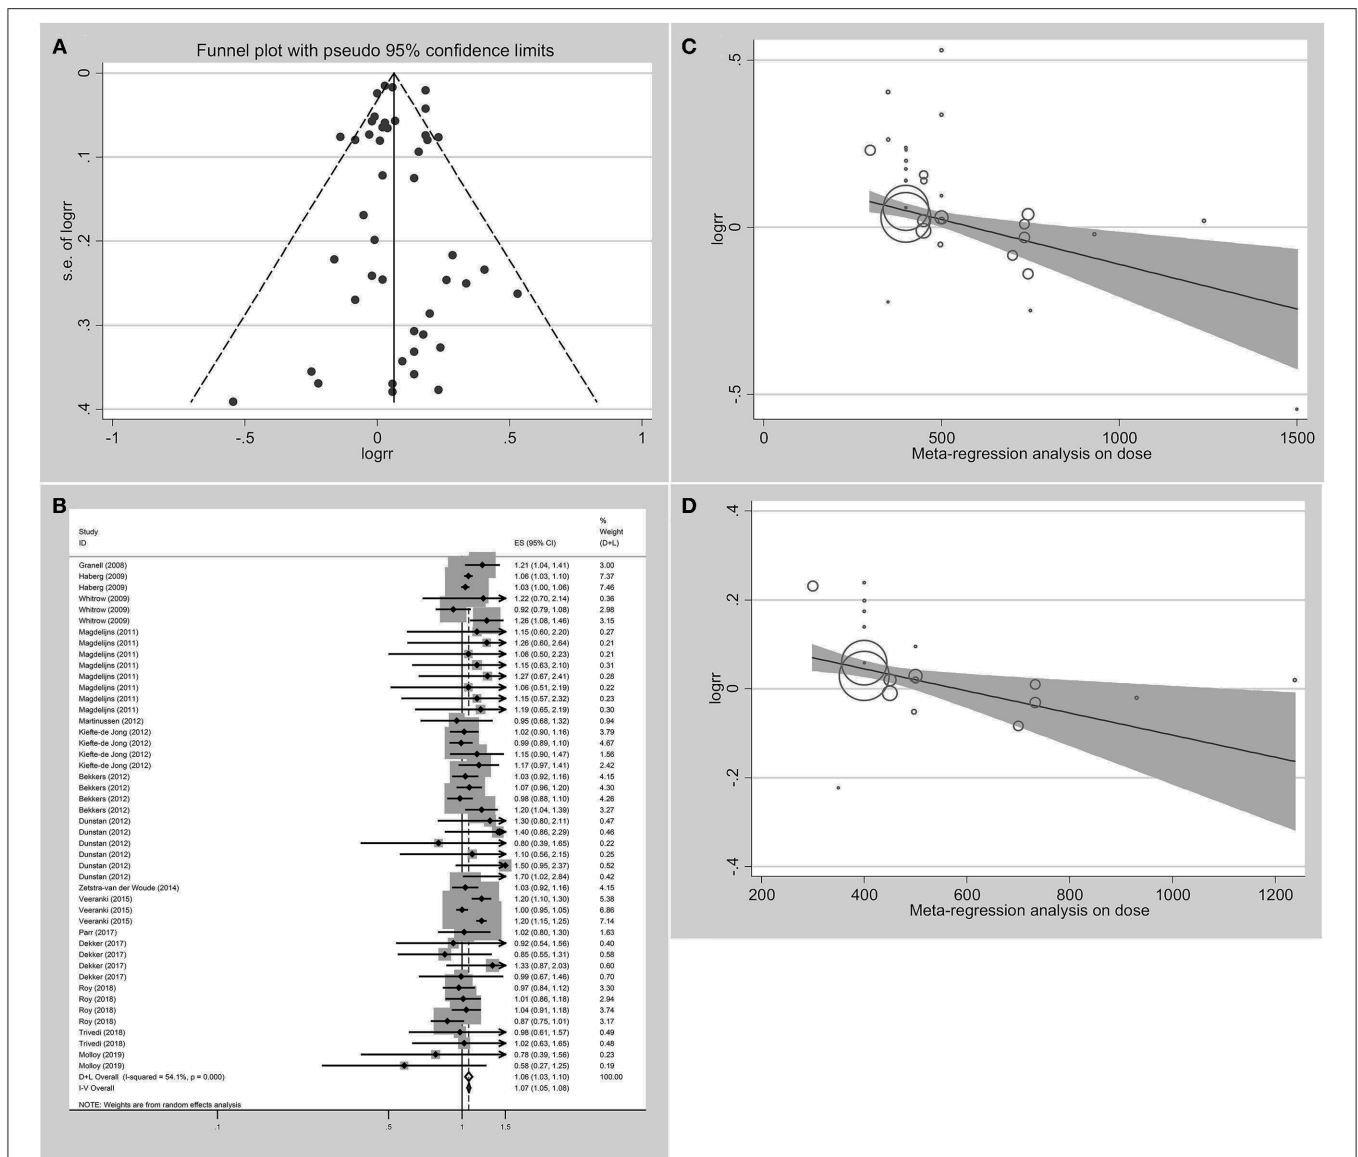 A
Funnel plot with pseudo 95% confidence limits
0
.1
.2
.3
.4
s.e. of logrr
-1
-.5
0
.5
1
logrr
B
%
Study Weight
ID ES (95% CI) (D+L)
Granell (2008) 1.21 (1.04, 1.41) 3.00
Haberg (2009) 1.06 (1.03, 1.10) 7.37
Haberg (2009) 1.03 (1.00, 1.06) 7.46
Whitrow (2009) 1.22 (0.70, 2.14) 0.36
Whitrow (2009) 0.92 (0.79, 1.08) 2.98
Whitrow (2009) 1.26 (1.08, 1.46) 3.15
Magdelijns (2011) 1.15 (0.60, 2.20) 0.27
Magdelijns (2011) 1.26 (0.60, 2.64) 0.21
Magdelijns (2011) 1.06 (0.50, 2.23) 0.21
Magdelijns (2011) 1.15 (0.63, 2.10) 0.31
Magdelijns (2011) 1.27 (0.67, 2.41) 0.28
Magdelijns (2011) 1.06 (0.51, 2.19) 0.22
Magdelijns (2011) 1.15 (0.57, 2.32) 0.22
Magdelijns (2011) 1.19 (0.65, 2.19) 0.30
Martinussen (2012) 0.95 (0.68, 1.32) 0.94
Kiefte-de Jong (2012) 1.02 (0.90, 1.16) 3.79
Kiefte-de Jong (2012) 0.99 (0.89, 1.10) 4.67
Kiefte-de Jong (2012) 1.15 (0.90, 1.47) 1.56
Kiefte-de Jong (2012) 1.17 (0.97, 1.41) 2.42
Bekkers (2012) 1.03 (0.92, 1.16) 4.15
Bekkers (2012) 1.07 (0.96, 1.20) 4.30
Bekkers (2012) 0.98 (0.88, 1.10) 4.26
Bekkers (2012) 1.20 (1.04, 1.39) 3.27
Dunstan (2012) 1.30 (0.80, 2.11) 0.47
Dunstan (2012) 1.40 (0.86, 2.29) 0.46
Dunstan (2012) 0.80 (0.39, 1.65) 0.22
Dunstan (2012) 1.10 (0.56, 2.15) 0.25
Dunstan (2012) 1.50 (0.95, 2.37) 0.52
Dunstan (2012) 1.70 (1.02, 2.84) 0.42
Zetstra-van der Woude (2014) 1.03 (0.92, 1.16) 4.15
Veeranki (2015) 1.20 (1.10, 1.30) 5.38
Veeranki (2015) 1.00 (0.95, 1.05) 6.86
Veeranki (2015) 1.20 (1.15, 1.25) 7.14
Parr (2017) 1.02 (0.80, 1.30) 1.63
Dekker (2017) 0.92 (0.54, 1.56) 0.40
Dekker (2017) 0.85 (0.55, 1.31) 0.58
Dekker (2017) 1.33 (0.87, 2.03) 0.60
Dekker (2017) 0.99 (0.67, 1.46) 0.70
Roy (2018) 0.97 (0.84, 1.12) 3.30
Roy (2018) 1.01 (0.86, 1.18) 2.94
Roy (2018) 1.04 (0.91, 1.18) 3.74
Roy (2018) 0.87 (0.75, 1.01) 3.17
Trivedi (2018) 0.98 (0.61, 1.57) 0.49
Trivedi (2018) 1.02 (0.63, 1.65) 0.48
Molloy (2019) 0.78 (0.39, 1.56) 0.23
Molloy (2019) 0.58 (0.27, 1.25) 0.19
D+L Overall (I-squared = 54.1%, p = 0.000) 1.06 (1.03, 1.10) 100.00
I-V Overall 1.07 (1.05, 1.08)
NOTE: Weights are from random effects analysis
.1
.5
1
1.5
C
.5
0
-.5
logrr
0
500
1000
1500
Meta-regression analysis on dose
D
.4
.2
0
-.2
-.4
logrr
200
400
600
800
1000
1200
Meta-regression analysis on dose